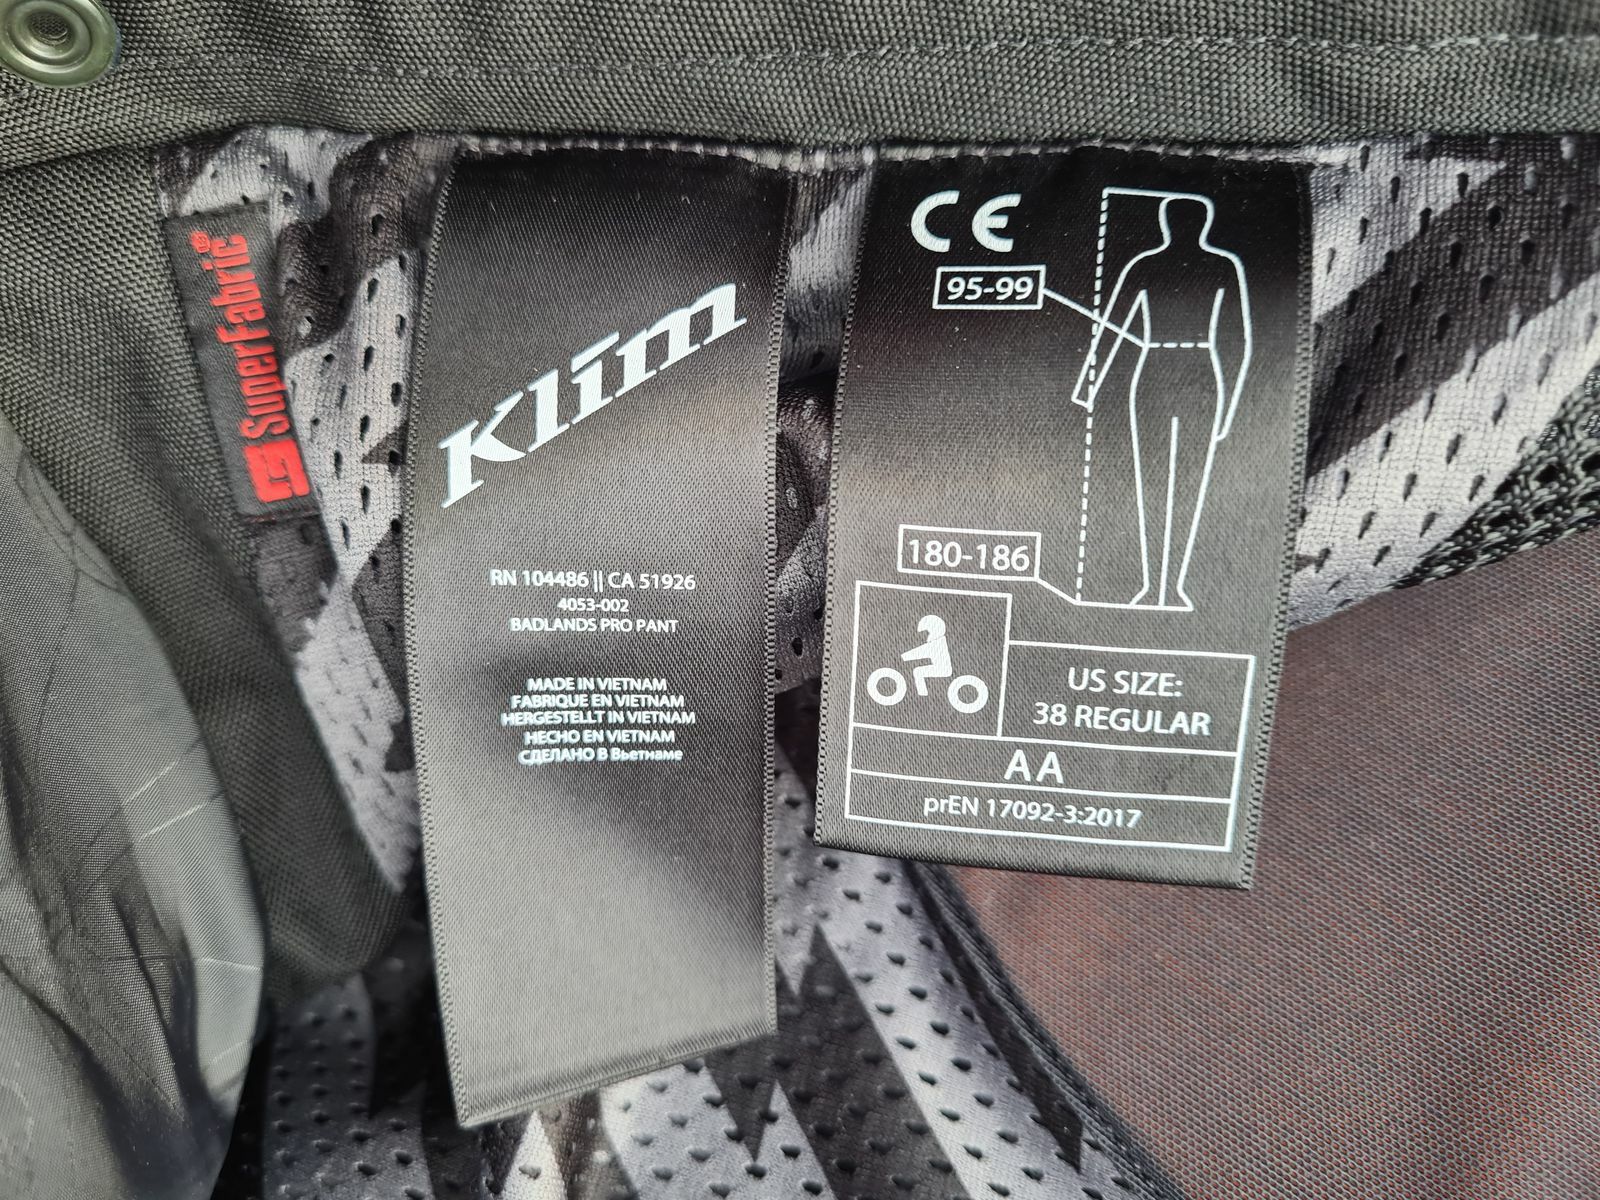 SuperFabric®
Klim
RN 104486 || CA 51926
4053-002
BADLANDS PRO PANT
MADE IN VIETNAM
FABRIQUE EN VIETNAM
HERGESTELLT IN VIETNAM
HECHO EN VIETNAM
СДЕЛАНО В Вьетнаме
CE
95-99
180-186
US SIZE:
38 REGULAR
AA
prEN 17092-3:2017